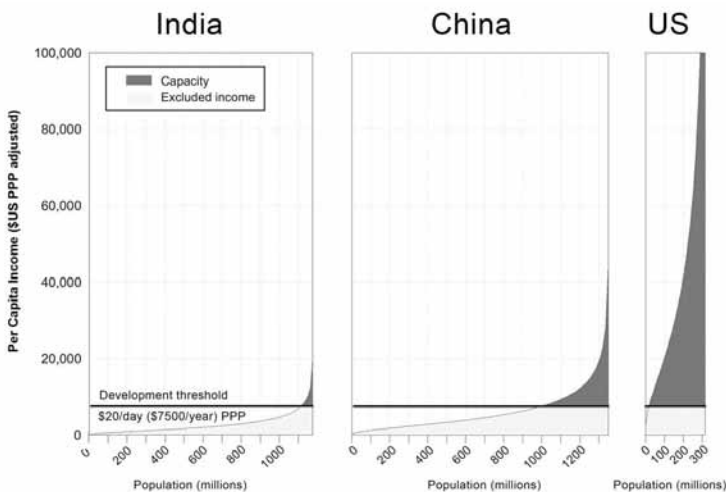 India
China
US
100,000
80,000
60,000
40,000
20,000
0
Per Capita Income ($US PPP adjusted)
Capacity
Excluded income
Development threshold
$20/day ($7500/year) PPP
0
200
400
600
800
1000
0
200
400
600
800
1000
1200
0
100
200
300
Population (millions)
Population (millions)
Population (millions)